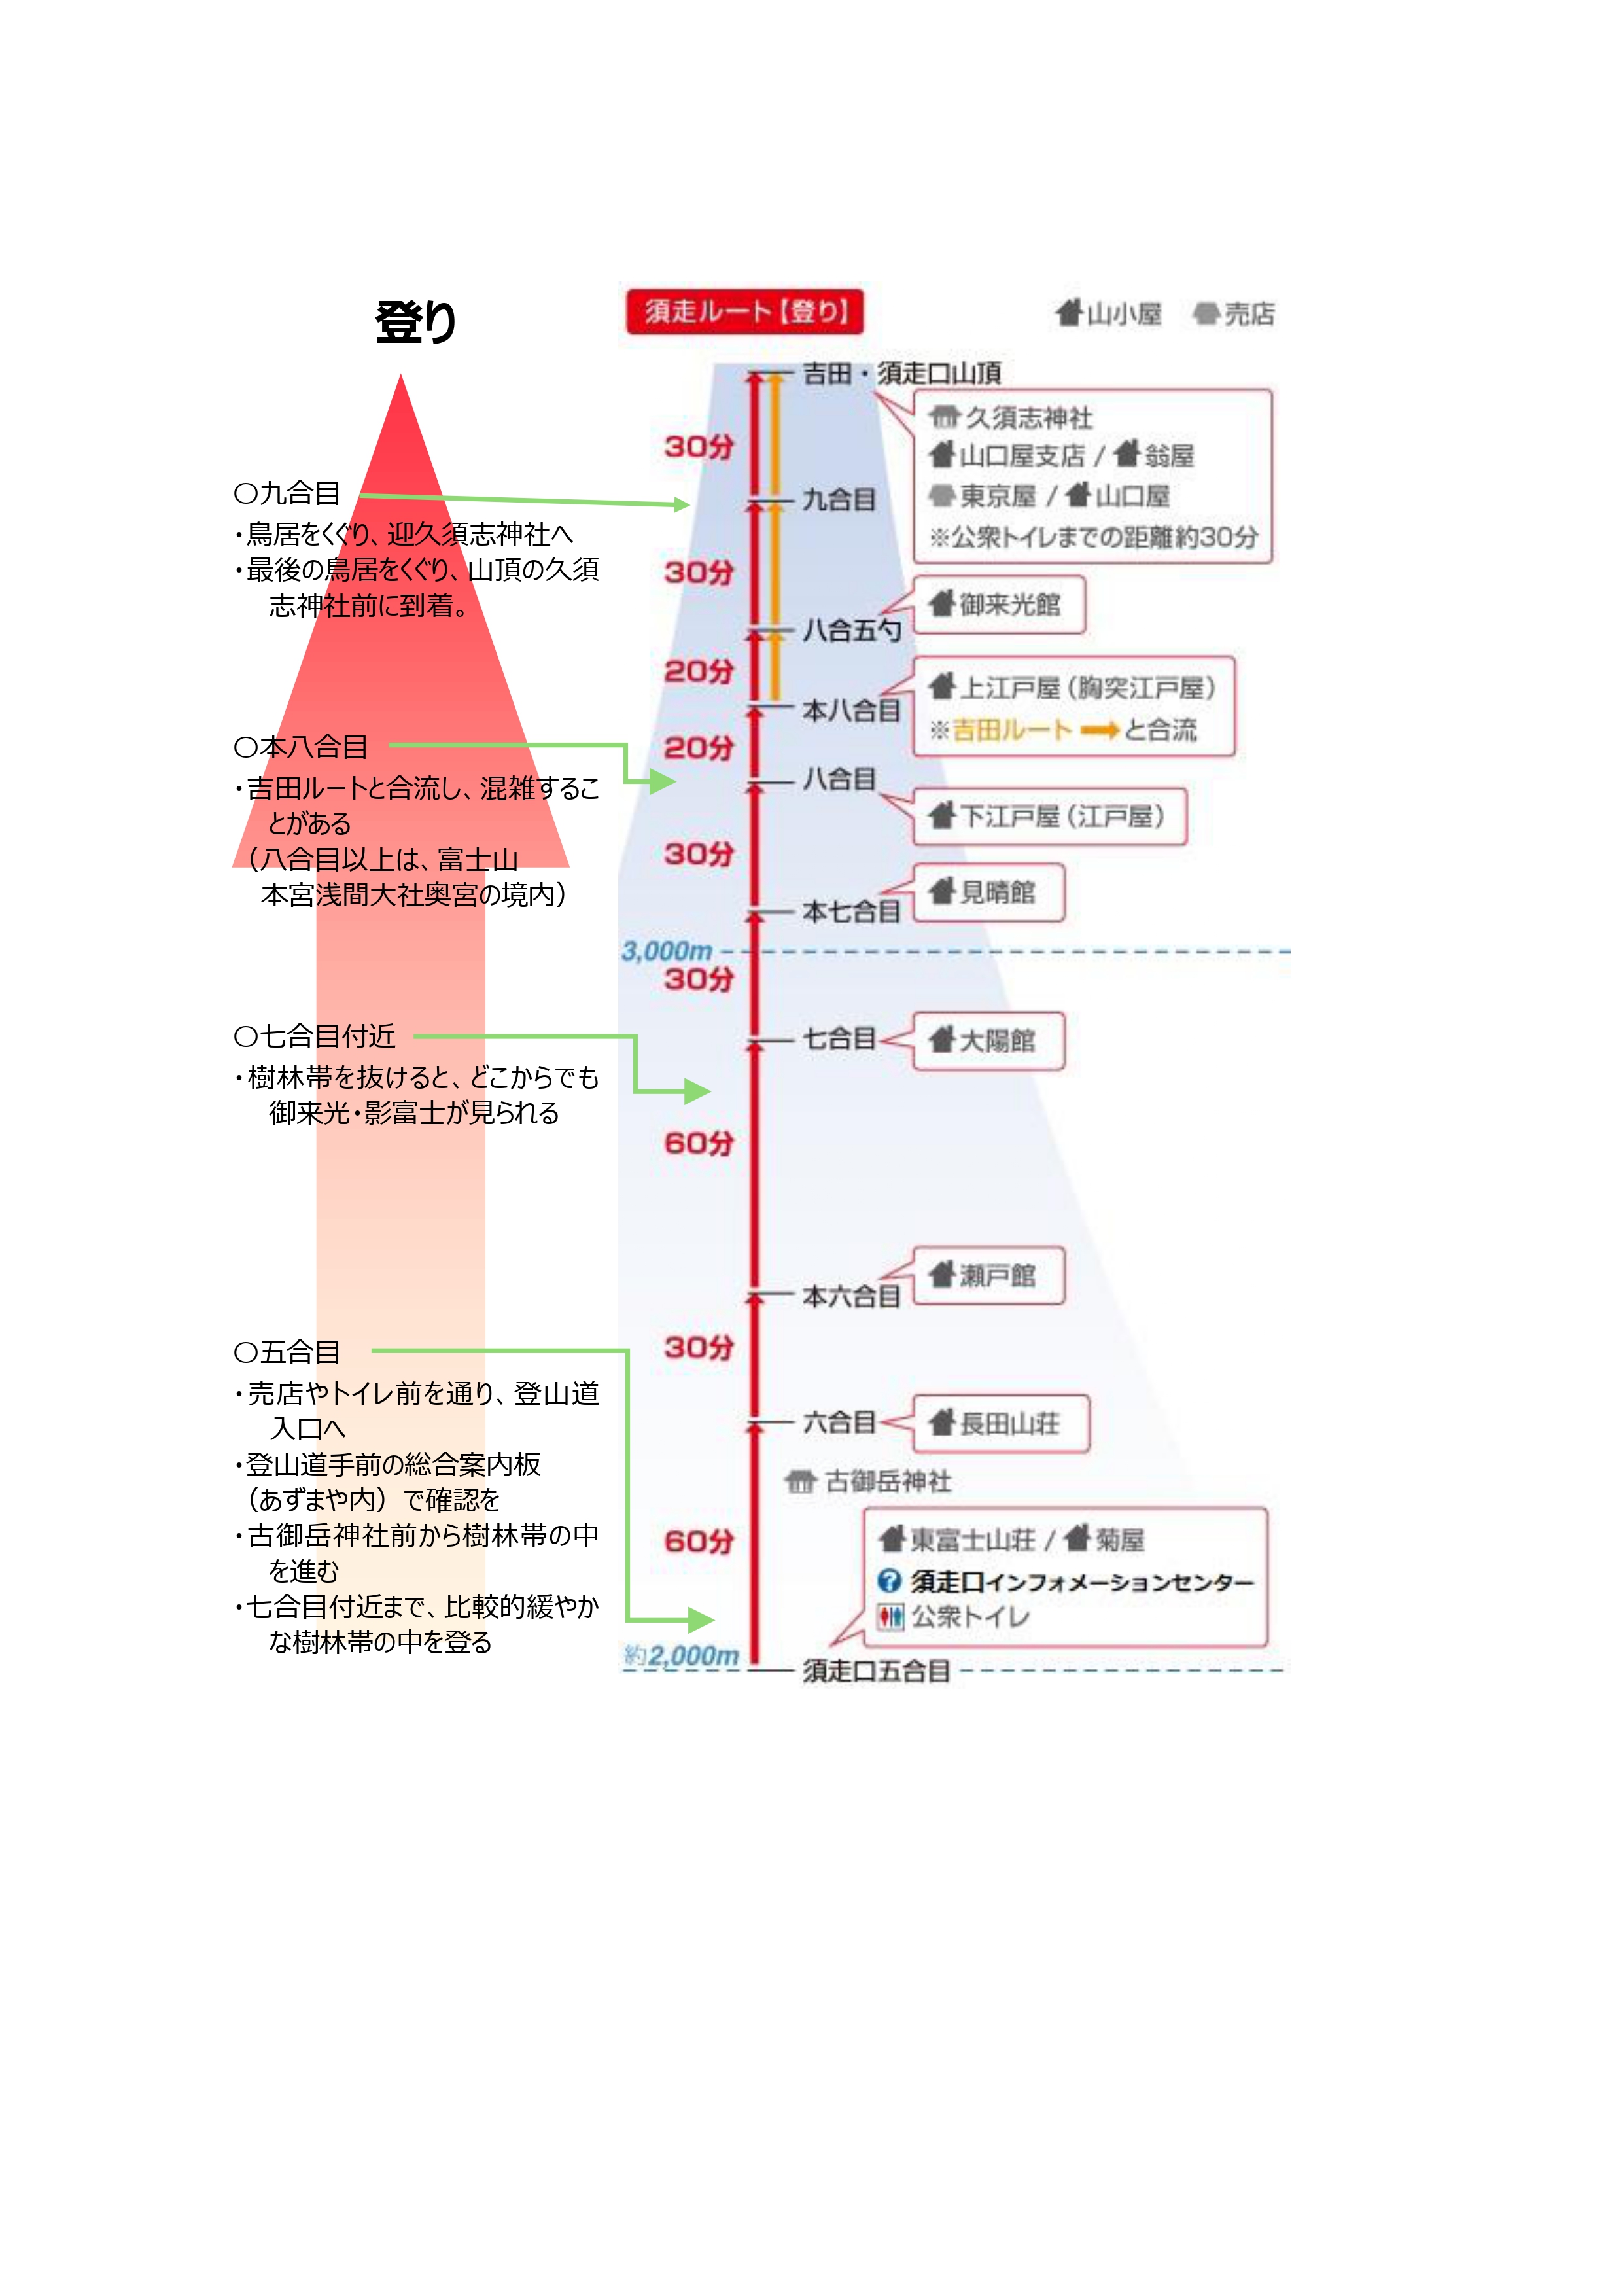 登り
〇九合目
・鳥居をくぐり、迎久須志神社へ
・最後の鳥居をくぐり、山頂の久須
志神社前に到着。
〇本八合目
・吉田ルートと合流し、混雑するこ
とがある
（八合目以上は、富士山
本宮浅間大社奥宮の境内）
〇七合目付近
・樹林帯を抜けると、どこからでも
御来光・影富士が見られる
〇五合目
・売店やトイレ前を通り、登山道
入口へ
・登山道手前の総合案内板
（あずまや内）で確認を
・古御岳神社前から樹林帯の中
を進む
・七合目付近まで、比較的緩やか
な樹林帯の中を登る
須走ルート【登り】
山小屋 売店
吉田・須走口山頂
久須志神社
山口屋支店 / 翁屋
東京屋 / 山口屋
※公衆トイレまでの距離約30分
30分
九合目
30分
御来光館
八合五勺
20分
上江戸屋（胸突江戸屋）
※吉田ルート➡と合流
本八合目
20分
八合目
下江戸屋（江戸屋）
30分
見晴館
本七合目
3,000m
30分
七合目
大陽館
60分
瀬戸館
本六合目
30分
六合目
長田山荘
古御岳神社
60分
東富士山荘 / 菊屋
須走口インフォメーションセンター
公衆トイレ
約2,000m
須走口五合目